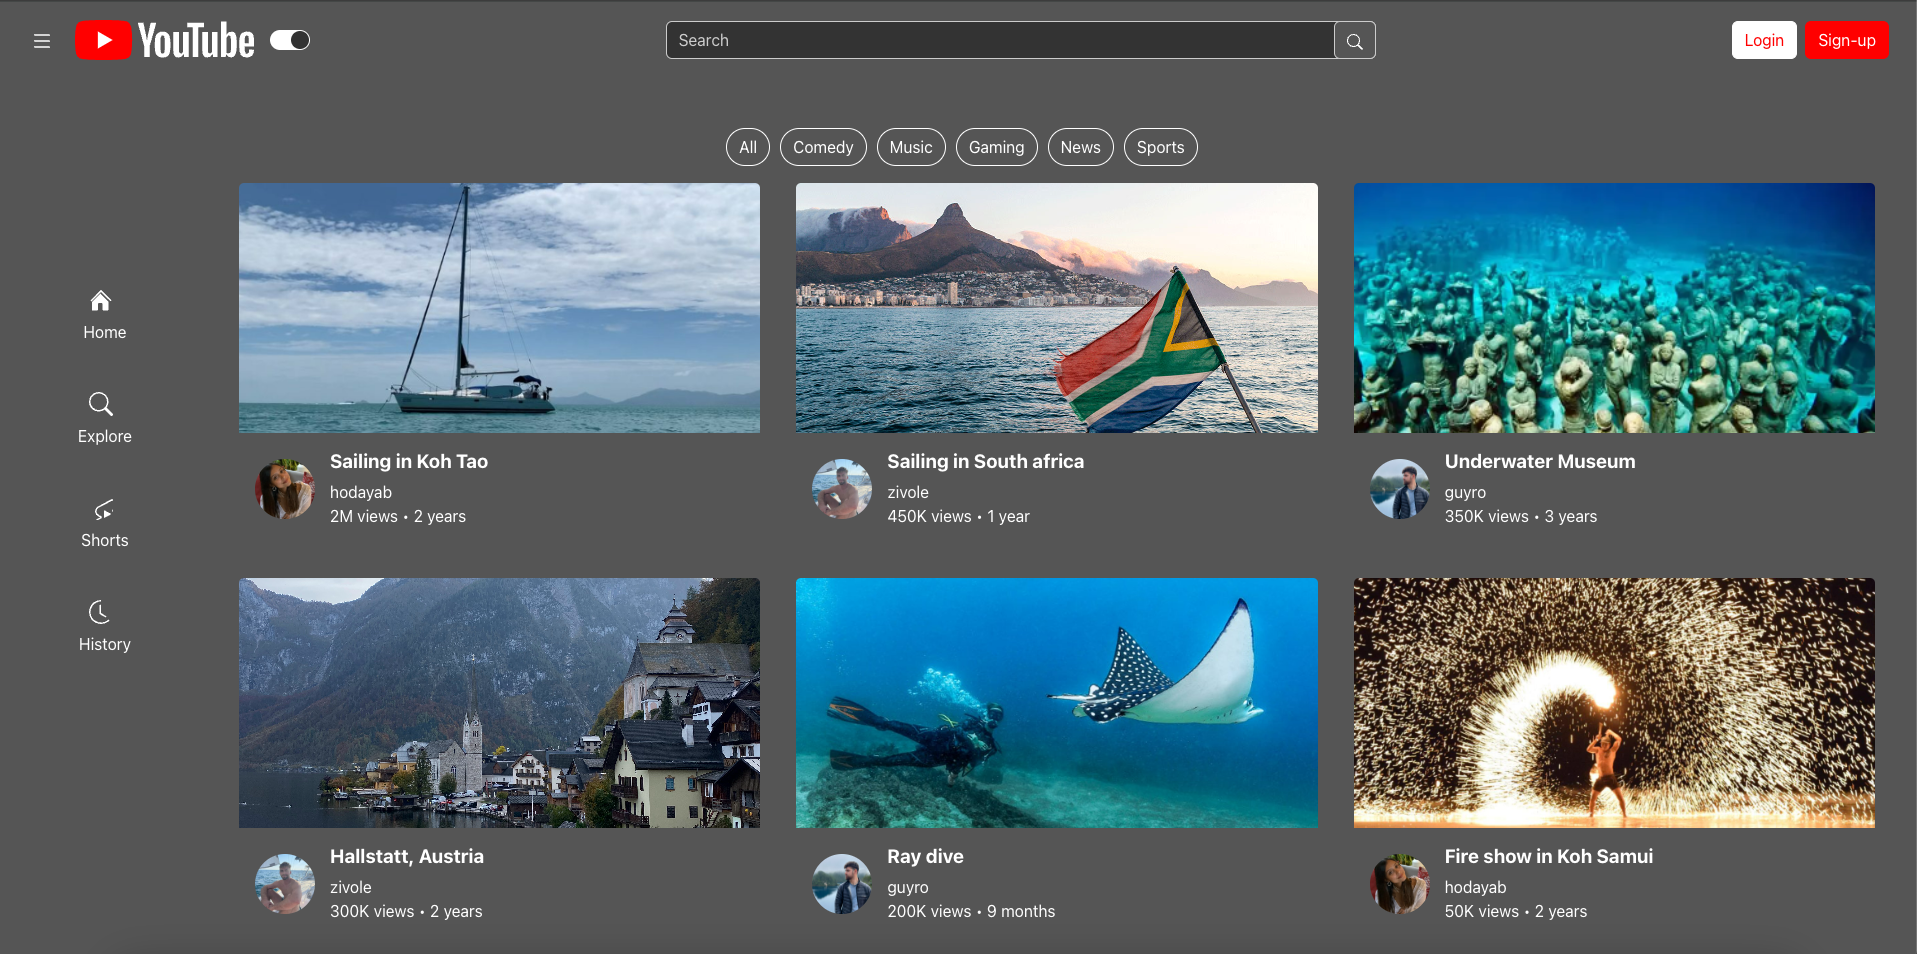 YouTube
Search
Login
Sign-up
All
Comedy
Music
Gaming
News
Sports
Home
Explore
Shorts
History
Sailing in Koh Tao
hodayab
2M views • 2 years
Sailing in South africa
zivole
450K views • 1 year
Underwater Museum
guyro
350K views • 3 years
Hallstatt, Austria
zivole
300K views • 2 years
Ray dive
guyro
200K views • 9 months
Fire show in Koh Samui
hodayab
50K views • 2 years